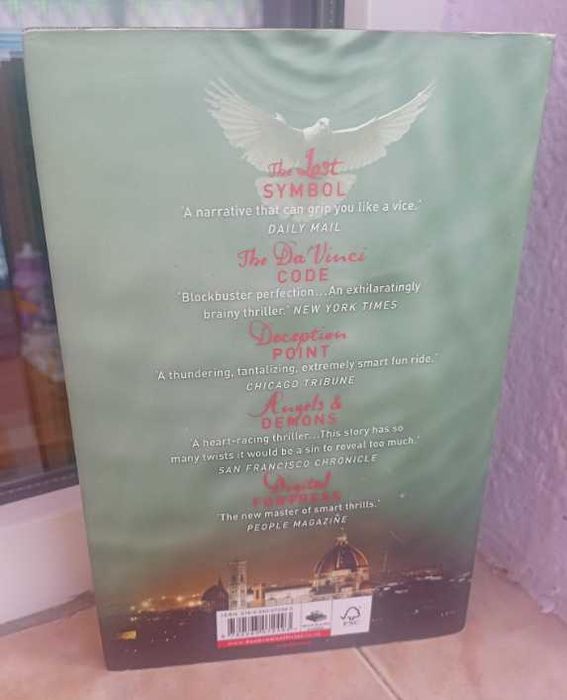 The Lost
SYMBOL
'A narrative that can grip you like a vice.'
DAILY MAIL
The Da Vinci
CODE
'Blockbuster perfection...An exhilaratingly
brainy thriller.' NEW YORK TIMES
Deception
POINT
'A thundering, tantalizing, extremely smart fun ride.'
CHICAGO TRIBUNE
Angels &
DEMONS
'A heart-racing thriller...This story has so
many twists it would be a sin to reveal too much.'
SAN FRANCISCO CHRONICLE
Digital
FORTRESS
'The new master of smart thrills.'
PEOPLE MAGAZINE
ISBN
FSC